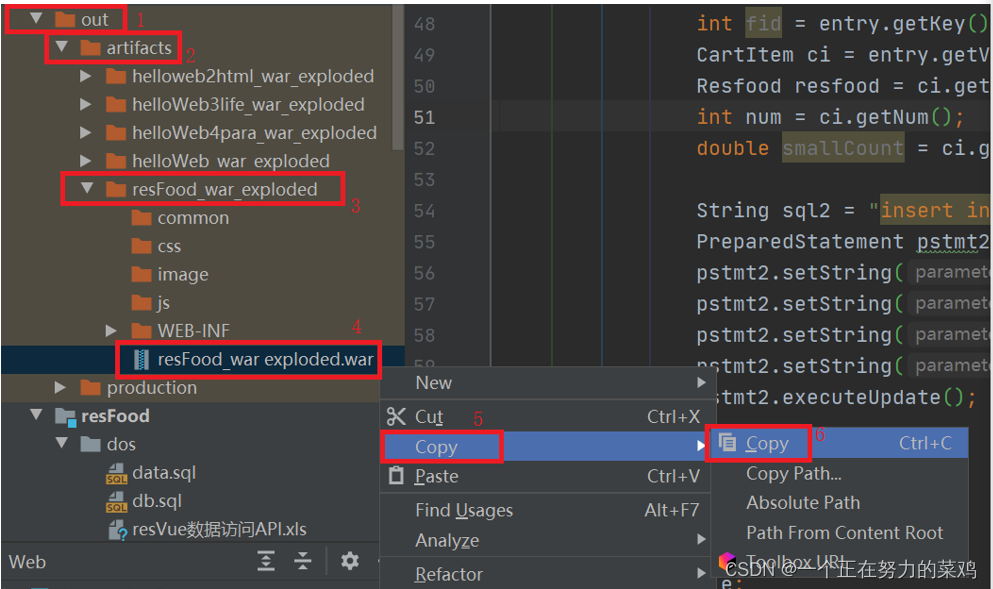 out 1
artifacts 2
helloweb2html_war_exploded
helloWeb3life_war_exploded
helloWeb4para_war_exploded
helloWeb war exploded
resFood_war_exploded 3
common
css
image
js
WEB-INF 4
resFood_war exploded.war
production
resFood
dos
data.sql
db.sql
resVue数据访问API.xls
Web
48 int fid = entry.getKey()
49 CartItem ci = entry.getV
50 Resfood resfood = ci.get
51 int num = ci.getNum();
52 double smallCount = ci.g
53
54 String sql2 = "insert in
55 PreparedStatement pstmt2
56 pstmt2.setString( paramete
57 pstmt2.setString( paramete
58 pstmt2.setString( paramete
59 pstmt2.setString( paramete
stmt2.executeUpdate();
New
Cut Ctrl+X
5
Copy
Paste Ctrl+V
Find Usages Alt+F7
Analyze
Refactor
Copy Ctrl+C
6
Copy Path...
Absolute Path
Path From Content Root
Toolbox URL
CSDN @一个正在努力的菜鸡
e: